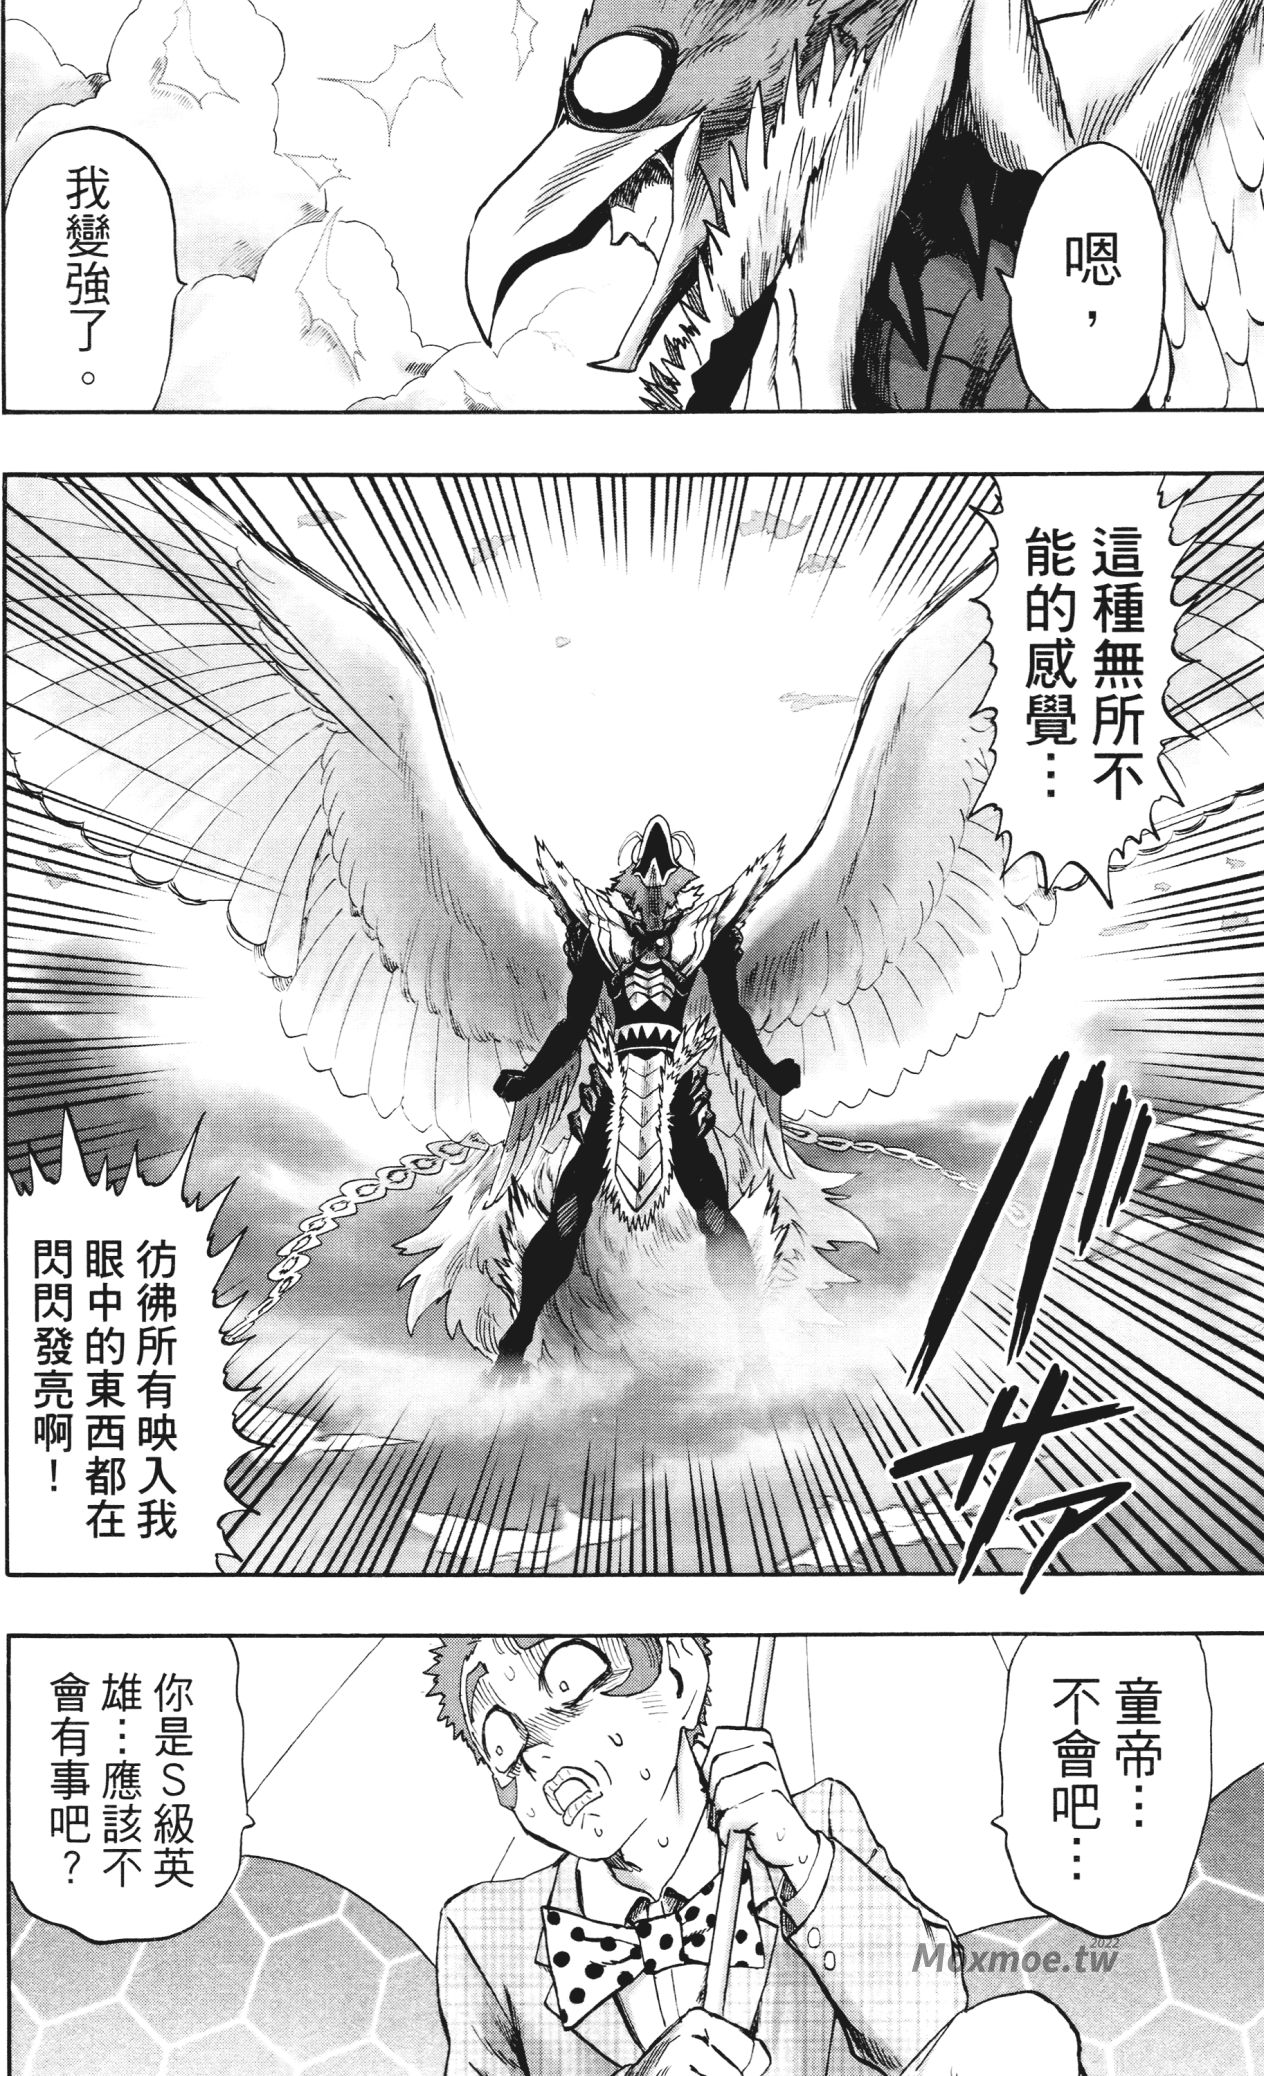 嗯，
我變強了。
這種無所不
能的感覺⋯
彷彿所有映入我
眼中的東西都在
閃閃發亮啊！
バサッ
童帝⋯
不會吧⋯
你是S級英
雄⋯應該不
會有事吧？
Moxmoe.tw
2022